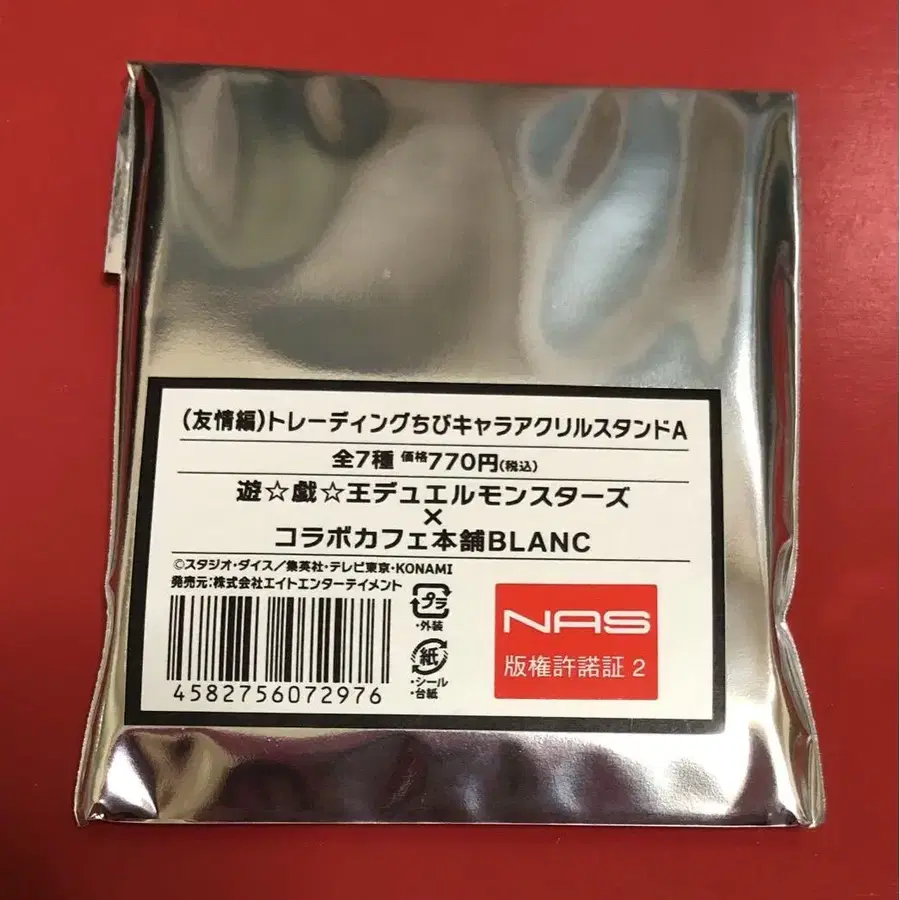 (友情編)トレーディングちびキャラアクリルスタンドA
全7種 価格770円(税込)
遊☆戯☆王デュエルモンスターズ
×
コラボカフェ本舗BLANC
©スタジオ・ダイス/集英社・テレビ東京・KONAMI
発売元:株式会社エイトエンターテイメント
プラ
・外装
紙
・シール
・台紙
4582756072976
NAS
版権許諾証2